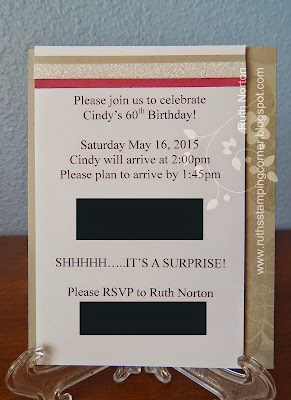 Please join us to celebrate
Cindy's 60th Birthday!
Saturday May 16, 2015
Cindy will arrive at 2:00pm
Please plan to arrive by 1:45pm
SHHHHH…..IT'S A SURPRISE!
Please RSVP to Ruth Norton
©Ruth Norton
www.ruthsstampingcorner.blogspot.com